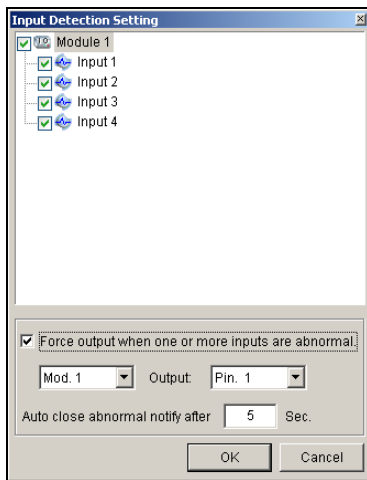 Input Detection Setting
Module 1
Input 1
Input 2
Input 3
Input 4
Force output when one or more inputs are abnormal.
Mod. 1 Output: Pin. 1
Auto close abnormal notify after 5 Sec.
OK Cancel